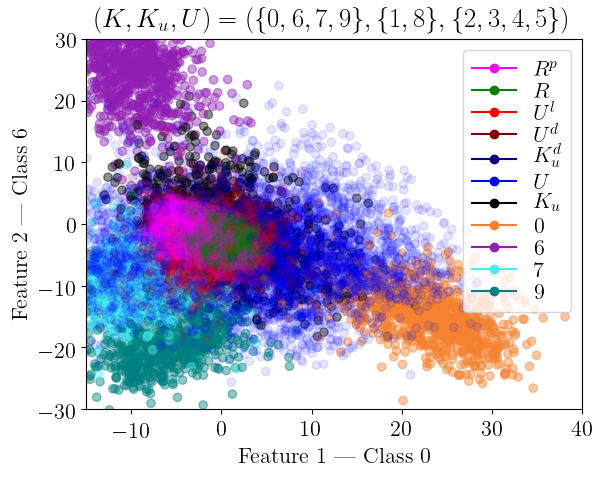 (K, K_u, U) = ({0, 6, 7, 9}, {1, 8}, {2, 3, 4, 5})
30
20
10
0
−10
−20
−30
Feature 2 — Class 6
R^p
R
U^l
U^d
K_u^d
U
K_u
0
6
7
9
−10
0
10
20
30
40
Feature 1 — Class 0